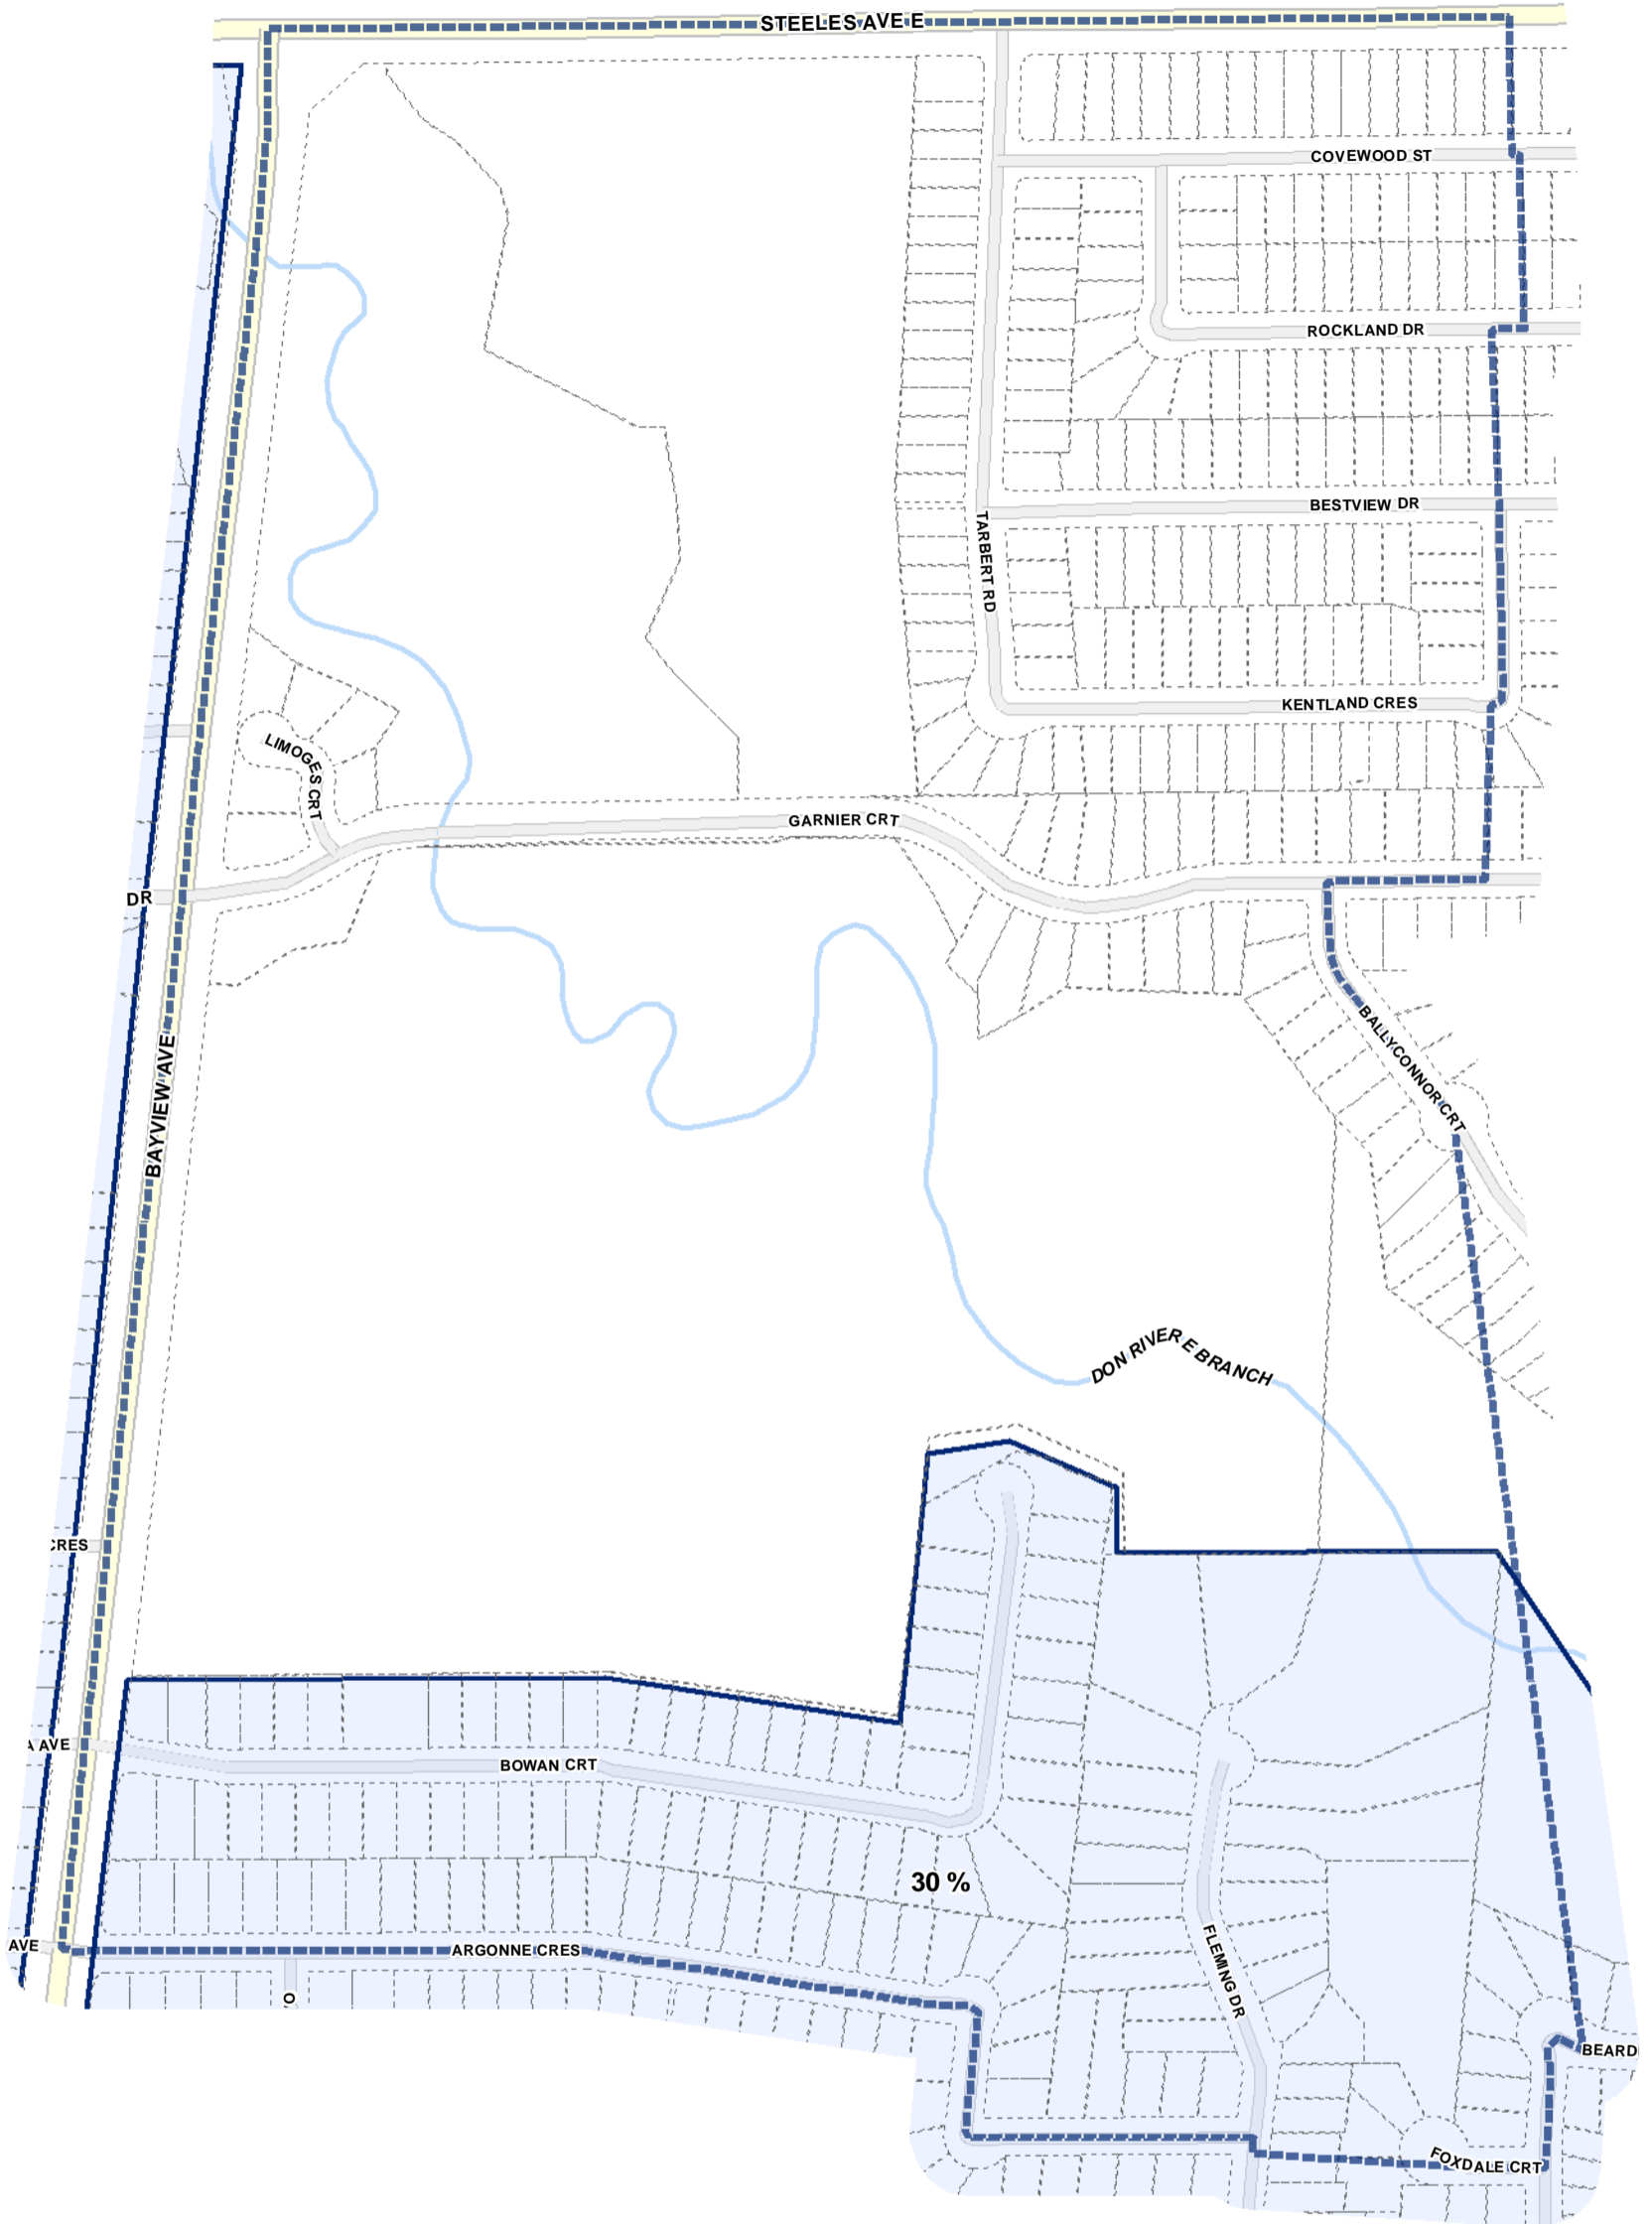 STEELES AVE E
COVEWOOD ST
ROCKLAND DR
BESTVIEW DR
TARBERT RD
KENTLAND CRES
LIMOGES CRT
GARNIER CRT
DR
BALLYCONNOR CRT
BAYVIEW AVE
DON RIVER E BRANCH
CRES
A AVE
BOWAN CRT
30 %
AVE
ARGONNE CRES
FLEMING DR
O
BEARD
FOXDALE CRT